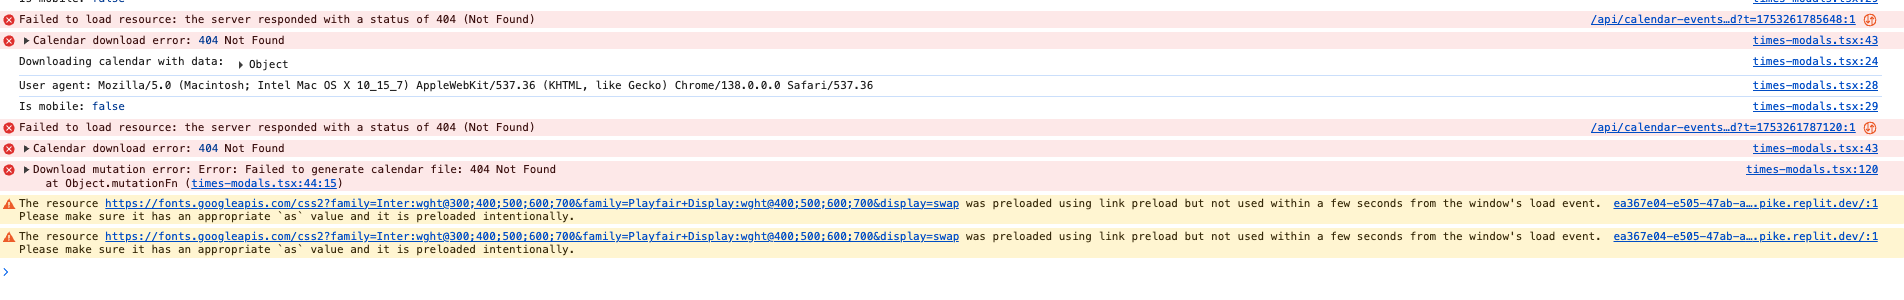 Is mobile: false times-modals.tsx:29
Failed to load resource: the server responded with a status of 404 (Not Found) /api/calendar-events…d?t=1753261785648:1
Calendar download error: 404 Not Found times-modals.tsx:43
Downloading calendar with data: Object times-modals.tsx:24
User agent: Mozilla/5.0 (Macintosh; Intel Mac OS X 10_15_7) AppleWebKit/537.36 (KHTML, like Gecko) Chrome/138.0.0.0 Safari/537.36 times-modals.tsx:28
Is mobile: false times-modals.tsx:29
Failed to load resource: the server responded with a status of 404 (Not Found) /api/calendar-events…d?t=1753261787120:1
Calendar download error: 404 Not Found times-modals.tsx:43
Download mutation error: Error: Failed to generate calendar file: 404 Not Found times-modals.tsx:120
at Object.mutationFn (times-modals.tsx:44:15)
The resource https://fonts.googleapis.com/css2?family=Inter:wght@300;400;500;600;700&family=Playfair+Display:wght@400;500;600;700&display=swap was preloaded using link preload but not used within a few seconds from the window's load event. ea367e04-e505-47ab-a….pike.replit.dev/:1
Please make sure it has an appropriate `as` value and it is preloaded intentionally.
The resource https://fonts.googleapis.com/css2?family=Inter:wght@300;400;500;600;700&family=Playfair+Display:wght@400;500;600;700&display=swap was preloaded using link preload but not used within a few seconds from the window's load event. ea367e04-e505-47ab-a….pike.replit.dev/:1
Please make sure it has an appropriate `as` value and it is preloaded intentionally.